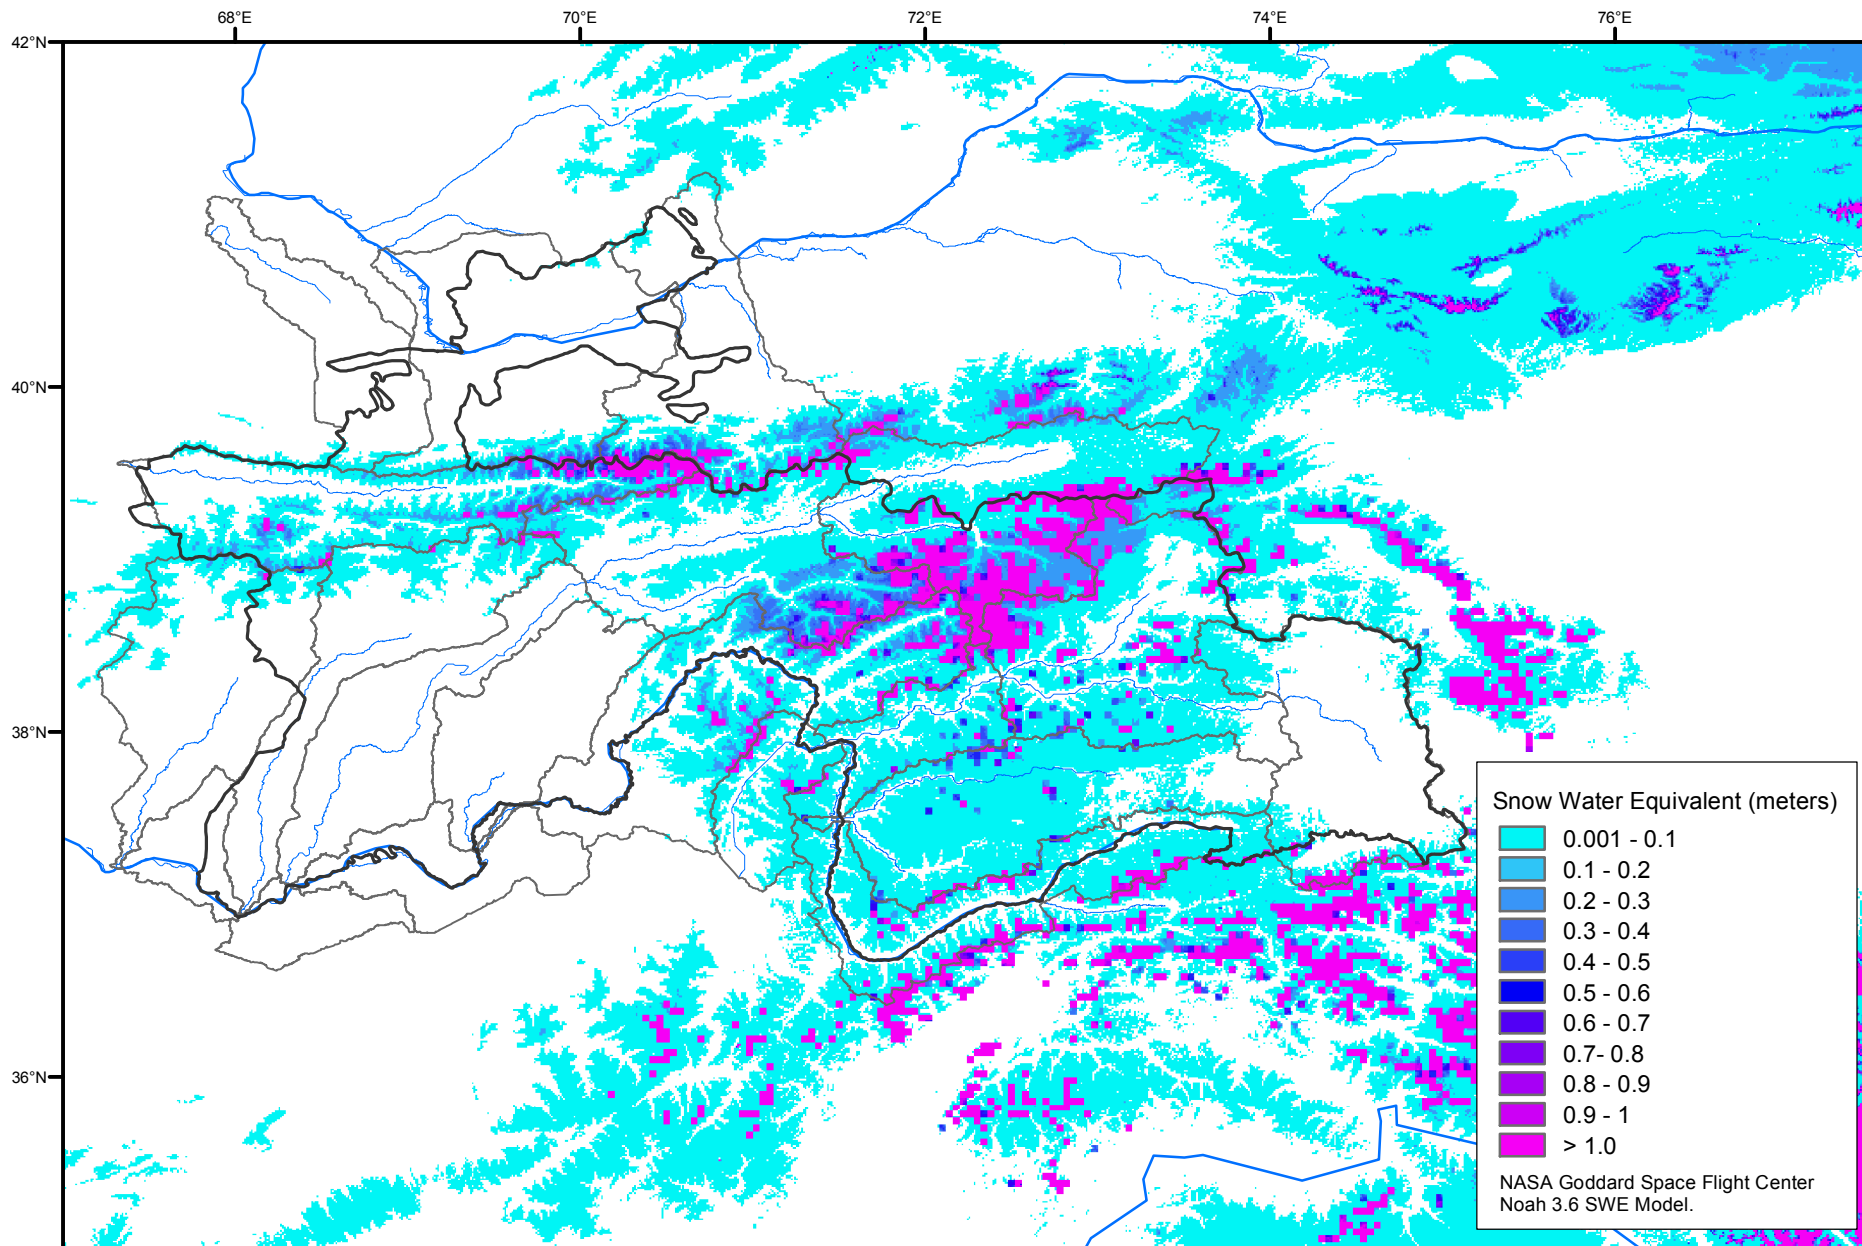 68°E 70°E 72°E 74°E 76°E
42°N
40°N
38°N
36°N
Snow Water Equivalent (meters)
0.001 - 0.1
0.1 - 0.2
0.2 - 0.3
0.3 - 0.4
0.4 - 0.5
0.5 - 0.6
0.6 - 0.7
0.7- 0.8
0.8 - 0.9
0.9 - 1
> 1.0
NASA Goddard Space Flight Center
Noah 3.6 SWE Model.